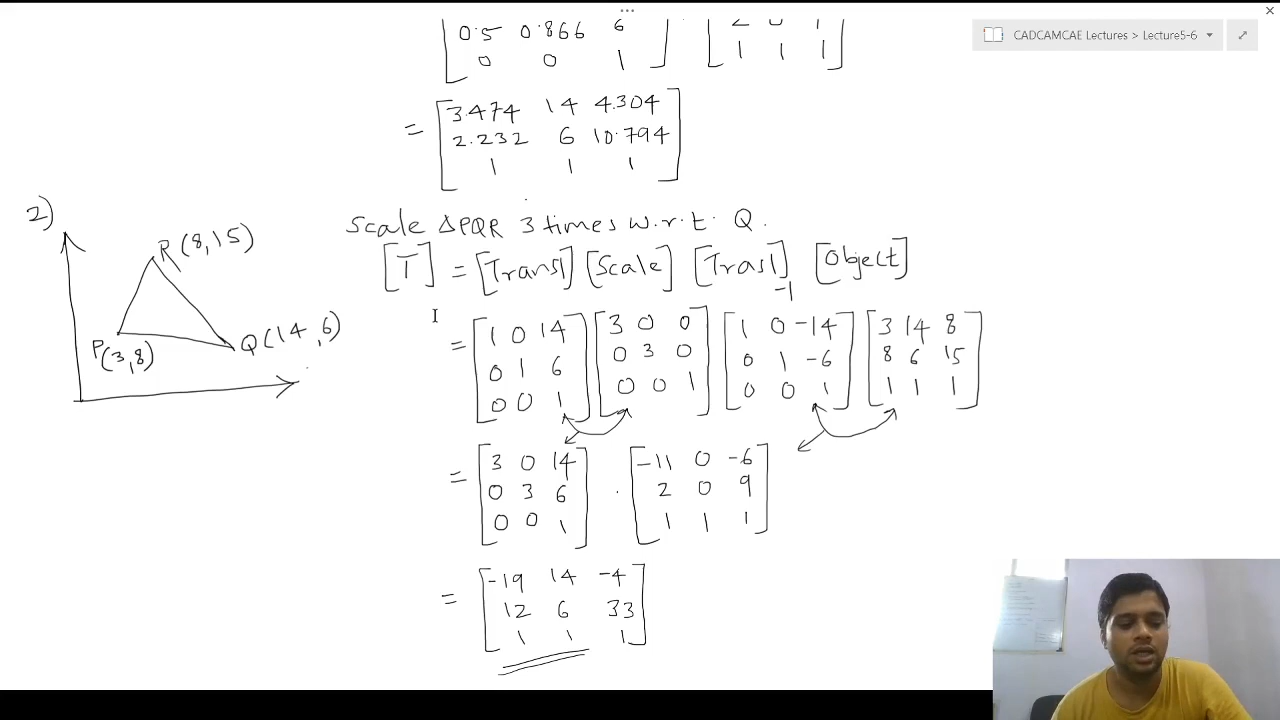 CADCAMCAE Lectures > Lecture5-6
0.5 0.866 6
0 0 1
1 1 1
= [3.474 14 4.304
2.232 6 10.794
1 1 1]
2)
Scale ΔPQR 3 times w.r.t. Q.
R(8,15)
[T] = [Transl] [Scale] [Trasl]-1 [Object]
Q(14,6)
P(3,8)
= [1 0 14] [3 0 0] [1 0 -14] [3 14 8]
[0 1 6] [0 3 0] [0 1 -6] [8 6 15]
[0 0 1] [0 0 1] [0 0 1] [1 1 1]
= [3 0 14] . [-11 0 -6]
[0 3 6] [2 0 9]
[0 0 1] [1 1 1]
= [-19 14 -4
12 6 33
1 1 1]